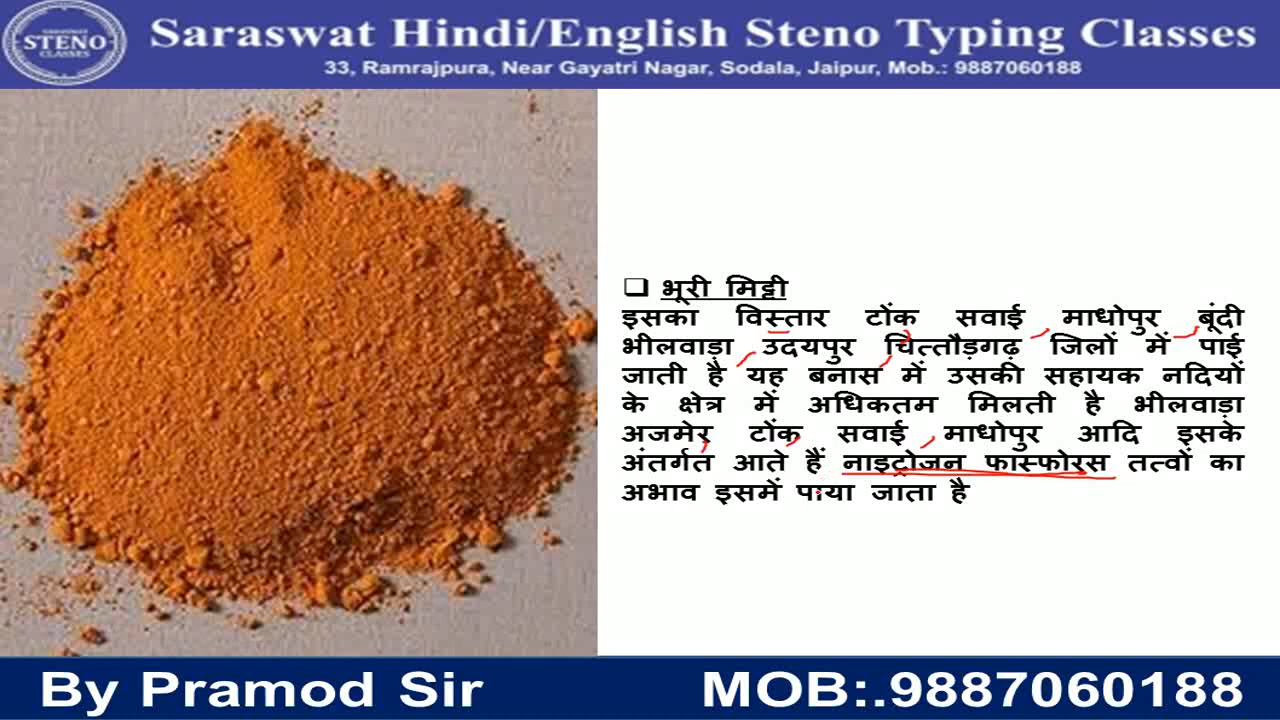 STENO
CLASSES
Saraswat Hindi/English Steno Typing Classes
33, Ramrajpura, Near Gayatri Nagar, Sodala, Jaipur, Mob.: 9887060188
भूरी मिट्टी
इसका विस्तार टोंक सवाई माधोपुर बूंदी
भीलवाड़ा उदयपुर चित्तौड़गढ़ जिलों में पाई
जाती है यह बनास में उसकी सहायक नदियों
के क्षेत्र में अधिकतम मिलती है भीलवाड़ा
अजमेर टोंक सवाई माधोपुर आदि इसके
अंतर्गत आते हैं नाइट्रोजन फास्फोरस तत्वों का
अभाव इसमें पाया जाता है
By Pramod Sir
MOB:.9887060188